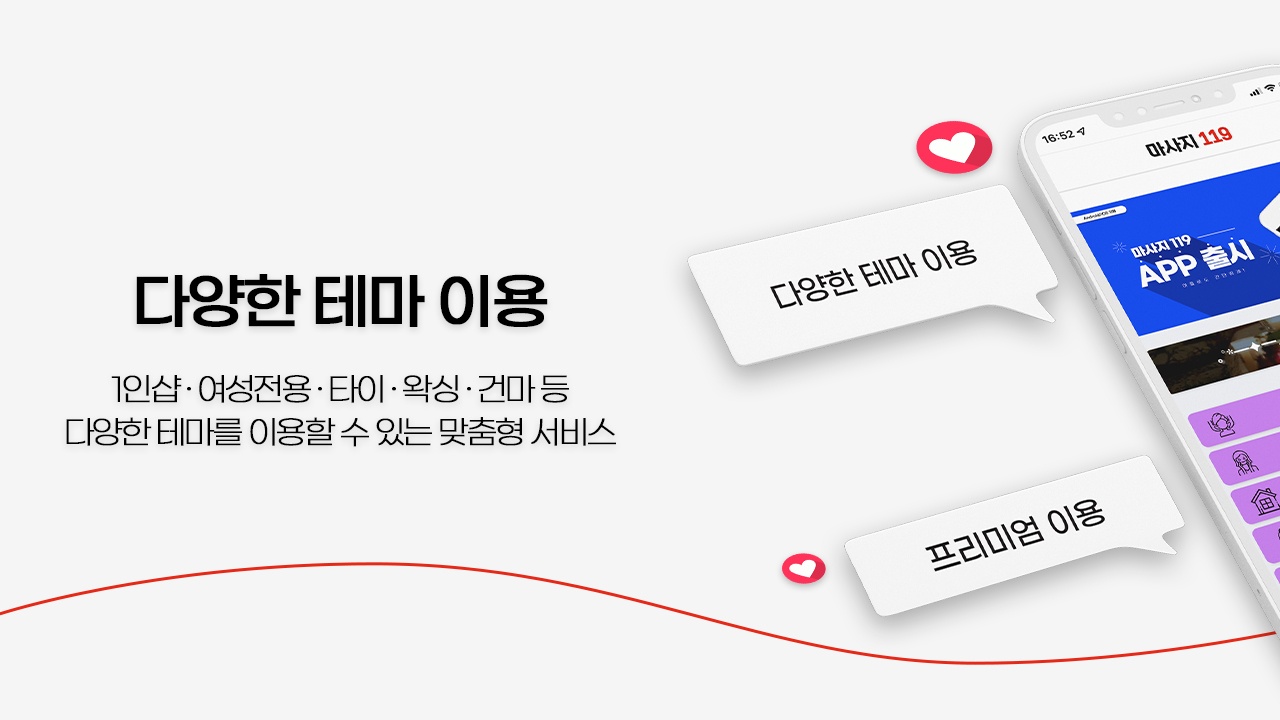 다양한 테마 이용
1인샵 · 여성전용 · 타이 · 왁싱 · 건마 등
다양한 테마를 이용할 수 있는 맞춤형 서비스
다양한 테마 이용
프리미엄 이용
16:52
마사지 119
마사지 119
APP 출시